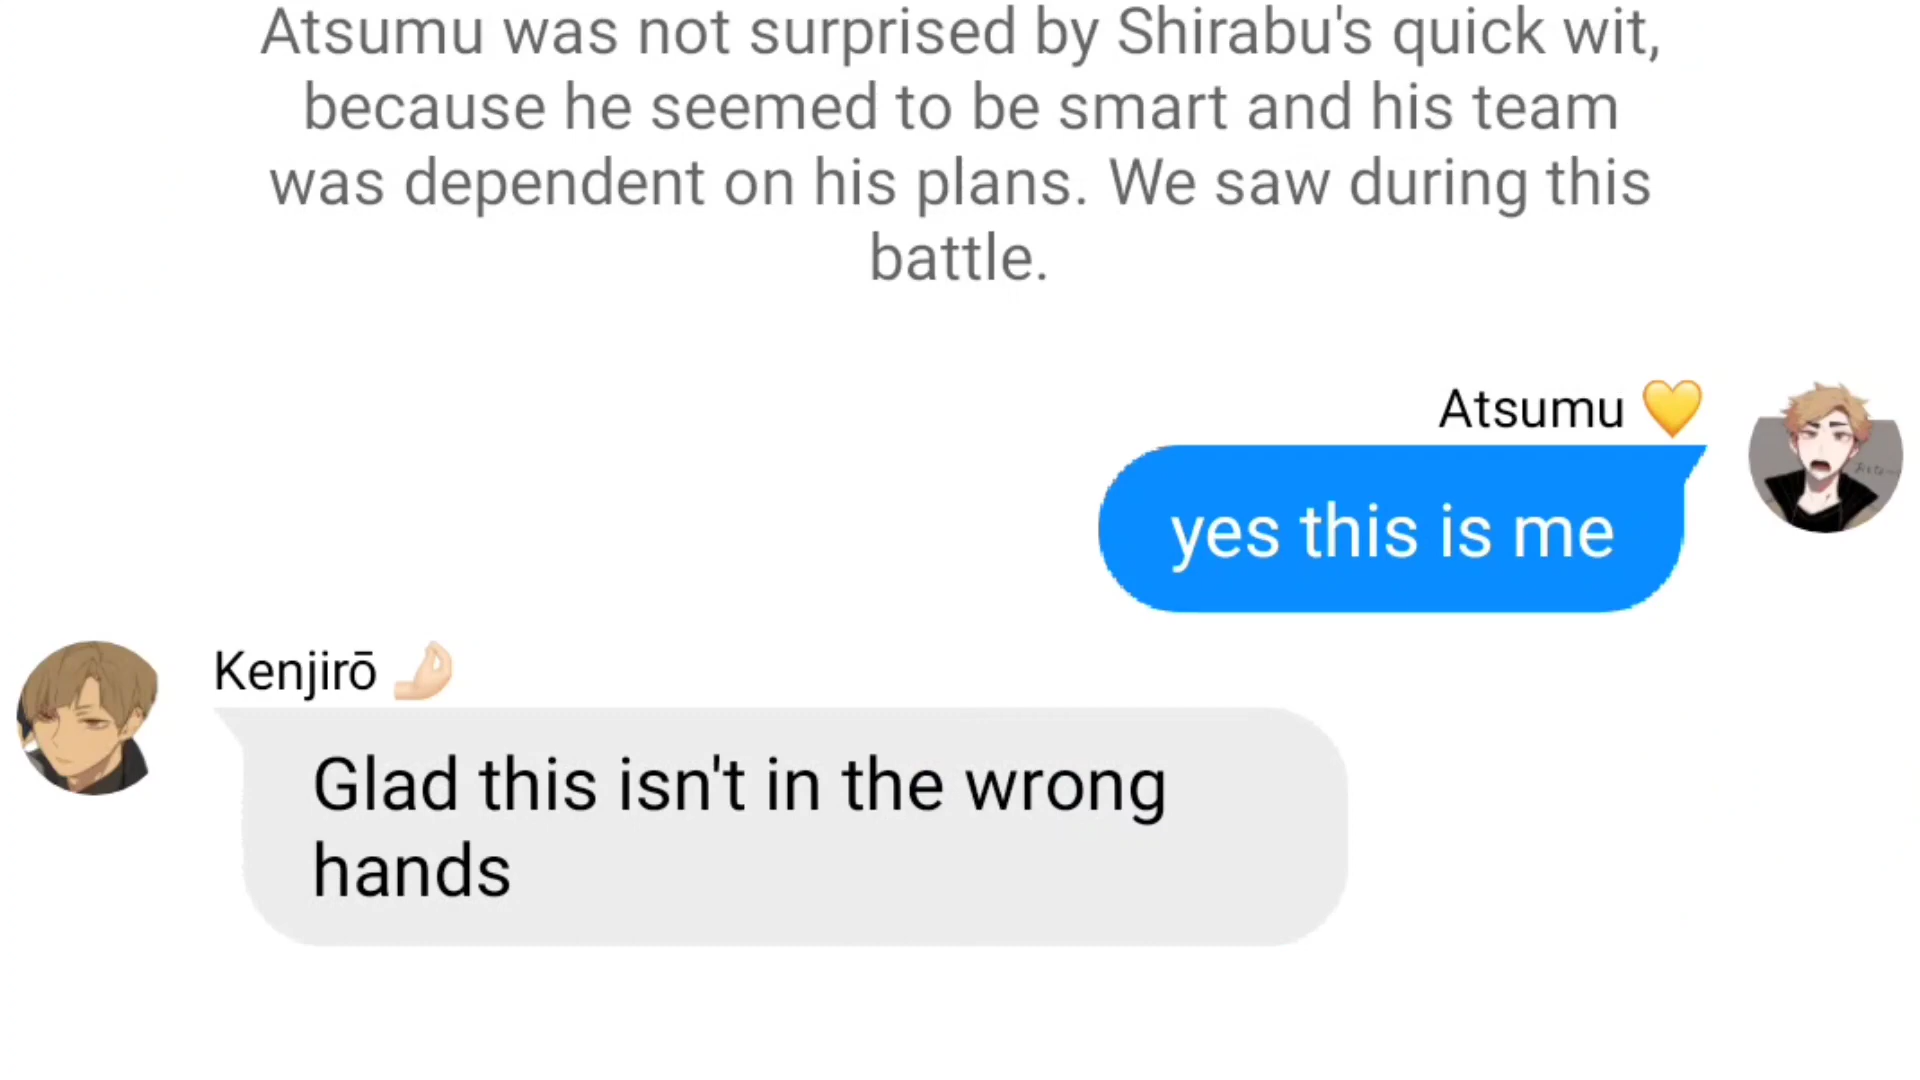 Atsumu was not surprised by Shirabu's quick wit,
because he seemed to be smart and his team
was dependent on his plans. We saw during this
battle.
Atsumu 💛
yes this is me
Kenjirō 🤌🏻
Glad this isn't in the wrong
hands